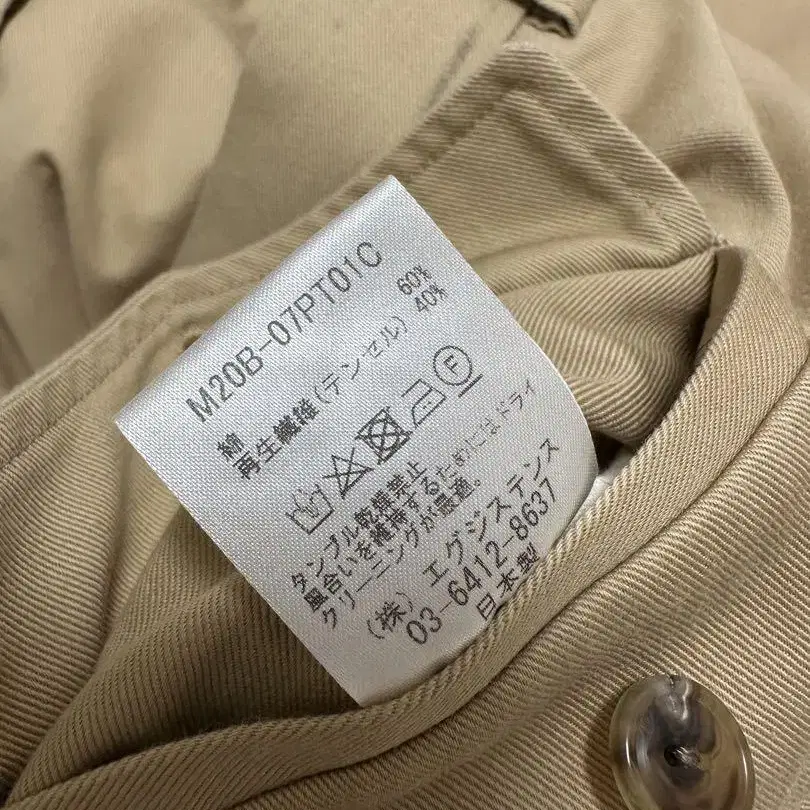 M20B-07PT01C
綿 60%
再生繊維(テンセル) 40%
F
タンブル乾燥禁止
風合いを維持するためにはドライ
クリーニングが最適。
(株) エグジステンス
03-6412-8637
日本製